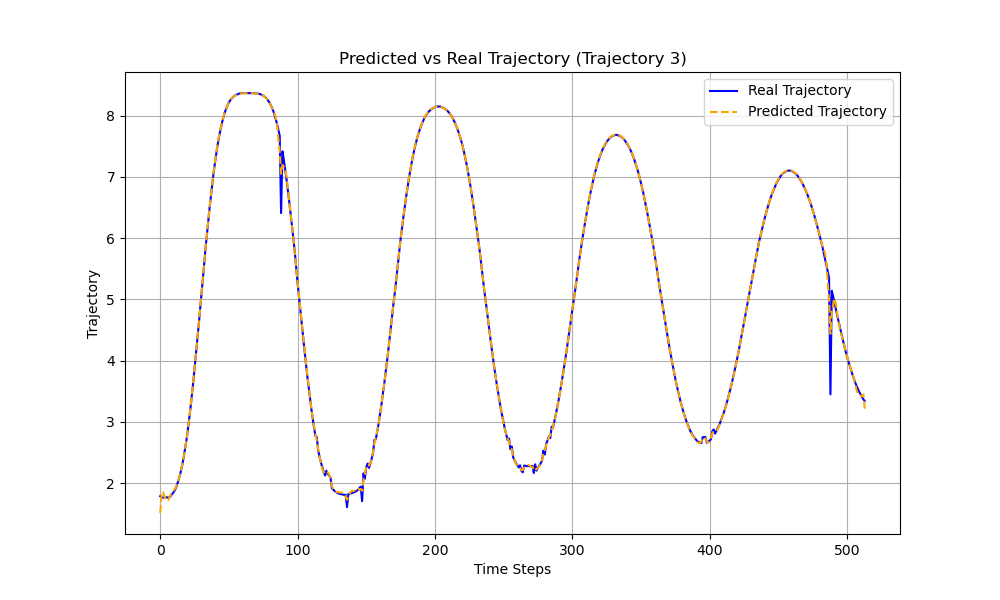 Predicted vs Real Trajectory (Trajectory 3)
Real Trajectory
Predicted Trajectory
Trajectory
8
7
6
5
4
3
2
0 100 200 300 400 500
Time Steps